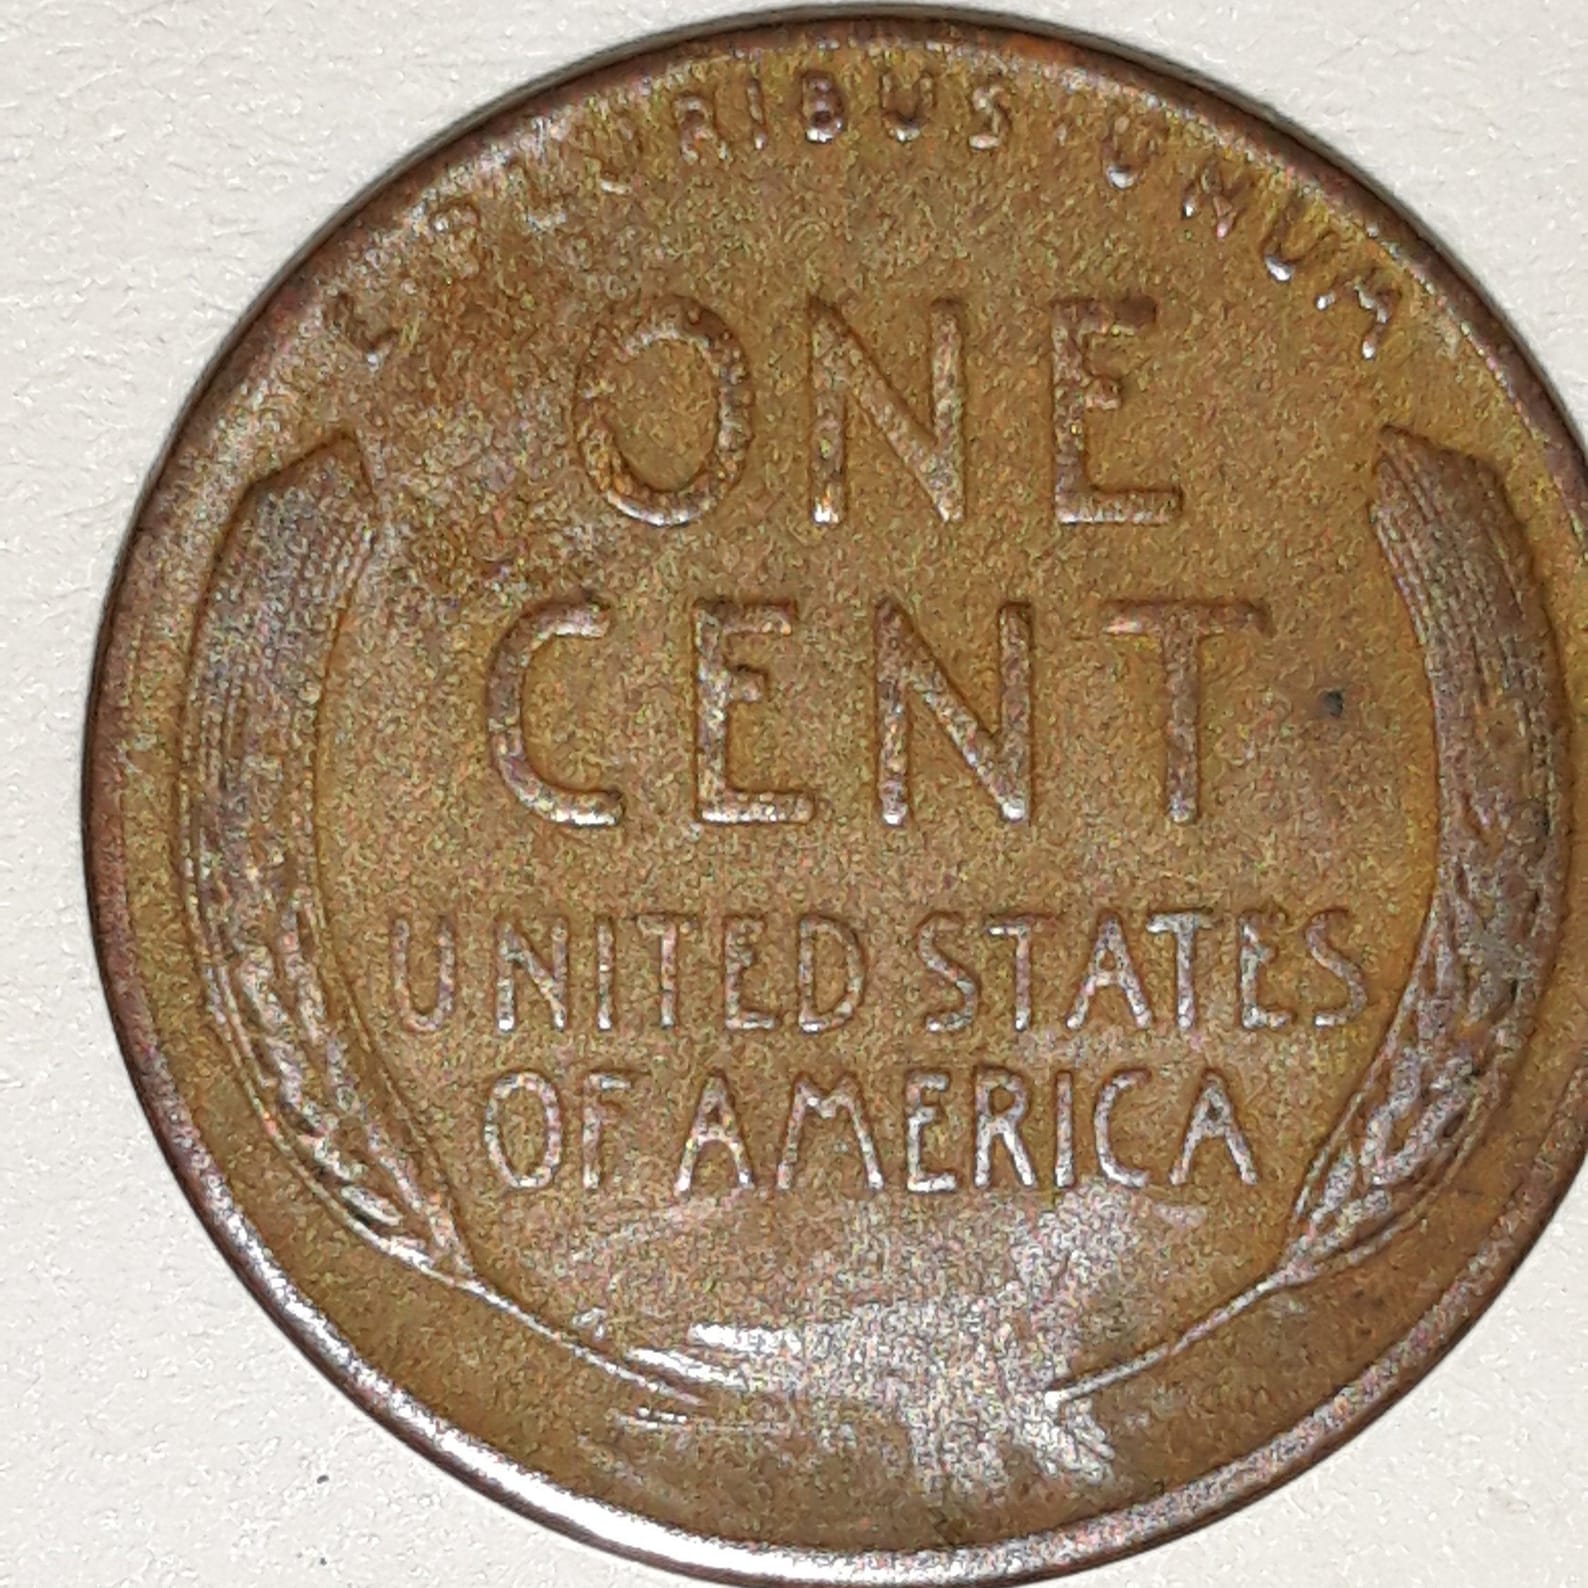 E PLURIBUS · UNUM
ONE
CENT
UNITED STATES
OF AMERICA